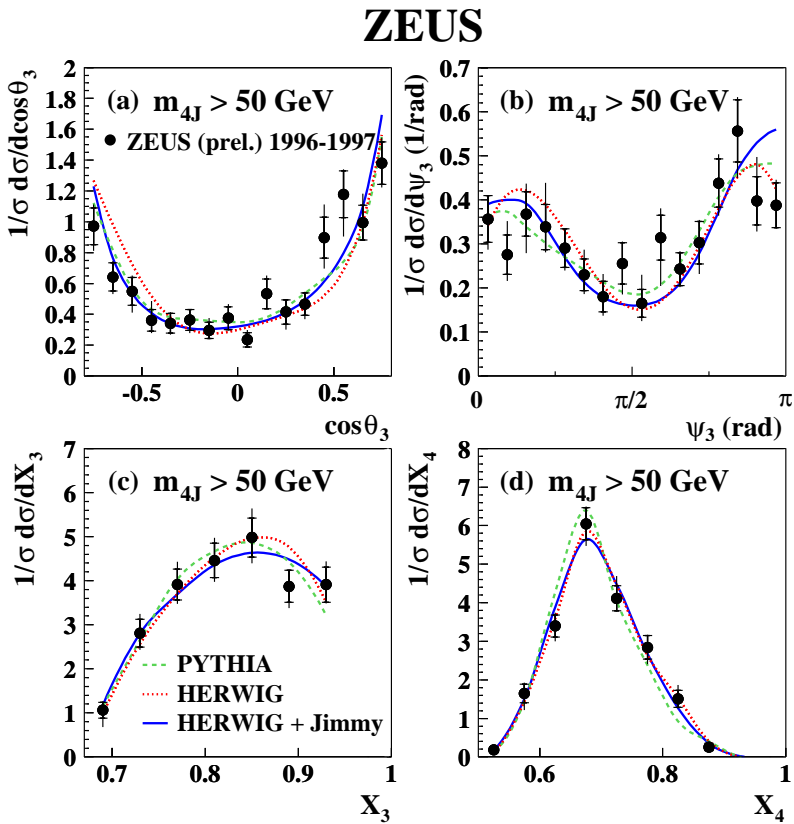 ZEUS
1/σ dσ/dcosθ3
2
1.8
1.6
1.4
1.2
1
0.8
0.6
0.4
0.2
0
(a) m4J > 50 GeV
ZEUS (prel.) 1996-1997
-0.5 0 0.5
cosθ3
1/σ dσ/dψ3 (1/rad)
0.7
0.6
0.5
0.4
0.3
0.2
0.1
0
(b) m4J > 50 GeV
0 π/2 π
ψ3 (rad)
1/σ dσ/dX3
7
6
5
4
3
2
1
0
(c) m4J > 50 GeV
PYTHIA
HERWIG
HERWIG + Jimmy
0.7 0.8 0.9 1
X3
1/σ dσ/dX4
8
7
6
5
4
3
2
1
0
(d) m4J > 50 GeV
0.6 0.8 1
X4